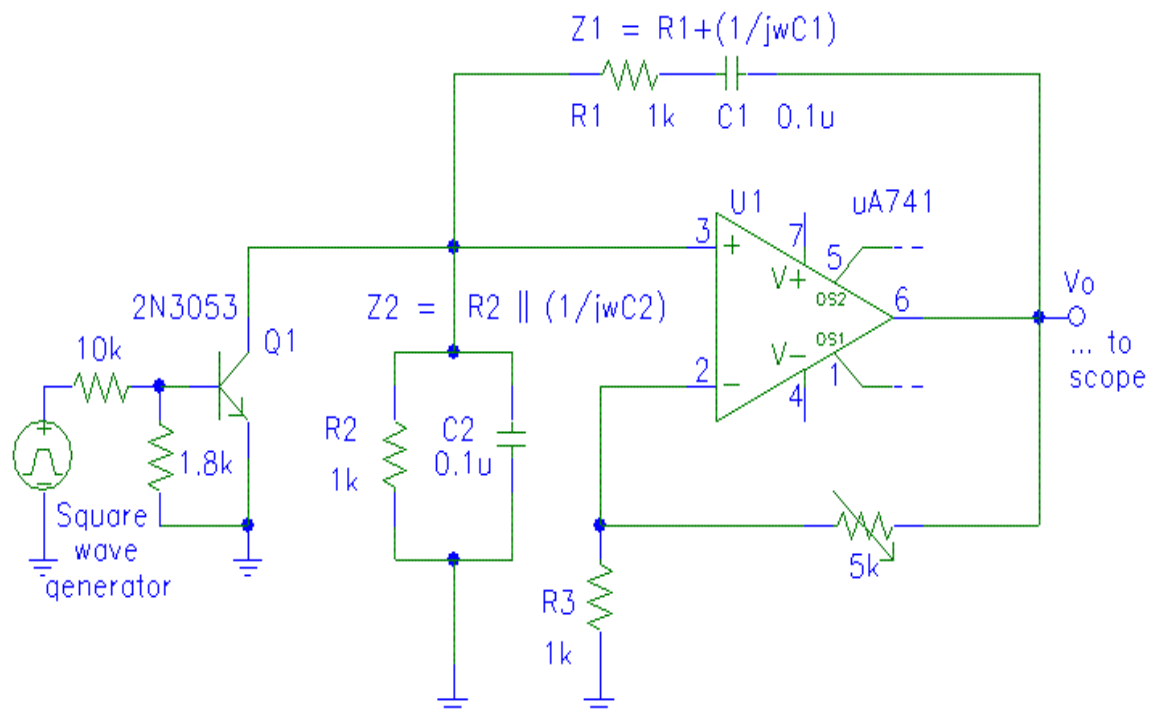 Z1 = R1+(1/jwC1)
R1 1k C1 0.1u
U1 uA741
3 + 7 5
V+ OS2
2N3053 Z2 = R2 || (1/jwC2) 6 Vo
Q1 OS1
10k V- ... to
2 - 4 1 scope
+
R2 C2
1.8k 0.1u
1k
-
Square
wave
qenerator
5k
R3
1k